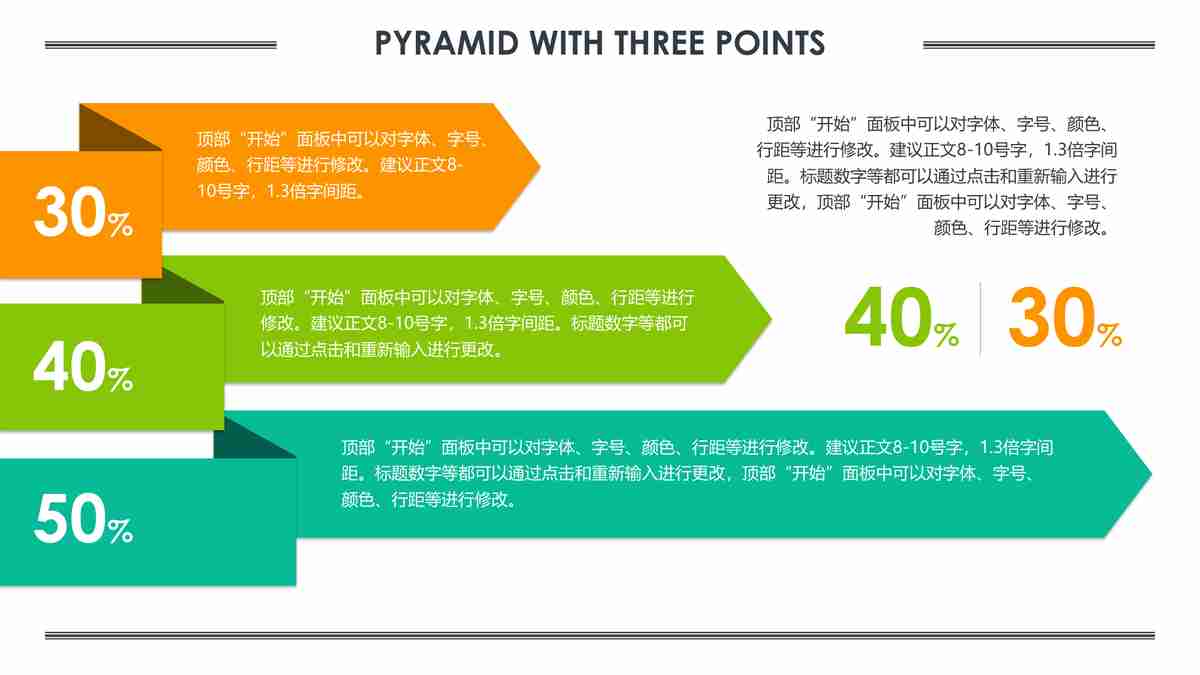 PYRAMID WITH THREE POINTS
顶部“开始”面板中可以对字体、字号、
颜色、行距等进行修改。建议正文8-
10号字，1.3倍字间距。
30%
顶部“开始”面板中可以对字体、字号、颜色、
行距等进行修改。建议正文8-10号字，1.3倍字间
距。标题数字等都可以通过点击和重新输入进行
更改，顶部“开始”面板中可以对字体、字号、
颜色、行距等进行修改。
顶部“开始”面板中可以对字体、字号、颜色、行距等进行
修改。建议正文8-10号字，1.3倍字间距。标题数字等都可
以通过点击和重新输入进行更改。
40%
40%
30%
顶部“开始”面板中可以对字体、字号、颜色、行距等进行修改。建议正文8-10号字，1.3倍字间
距。标题数字等都可以通过点击和重新输入进行更改，顶部“开始”面板中可以对字体、字号、
颜色、行距等进行修改。
50%